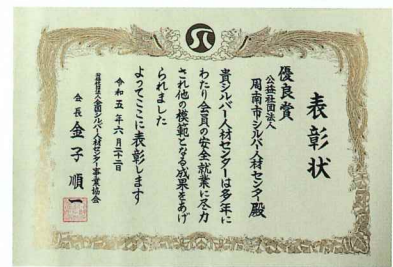 表彰状
優良賞
公益社団法人
周南市シルバー人材センター殿
貴シルバー人材センターは多年に
わたり会員の安全就業に尽力
され他の模範となる成果をあげ
られました
よってここに表彰します
令和五年六月二十二日
公益社団法人全国シルバー人材センター事業協会
会長 金子順一